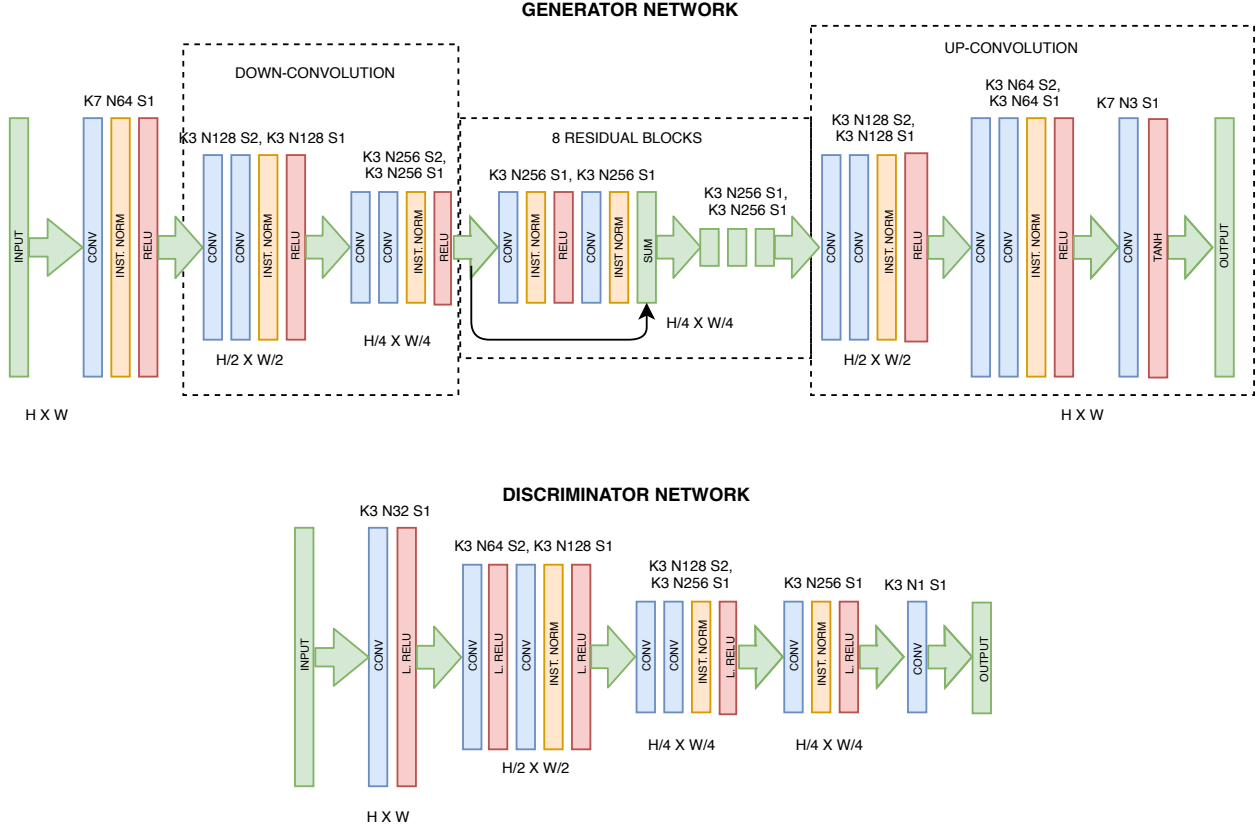 GENERATOR NETWORK
DOWN-CONVOLUTION
UP-CONVOLUTION
8 RESIDUAL BLOCKS
K7 N64 S1
K3 N128 S2, K3 N128 S1
K3 N256 S2,
K3 N256 S1
K3 N256 S1, K3 N256 S1
K3 N256 S1,
K3 N256 S1
K3 N128 S2,
K3 N128 S1
K3 N64 S2,
K3 N64 S1
K7 N3 S1
INPUT
CONV
INST. NORM
RELU
CONV
CONV
INST. NORM
RELU
CONV
CONV
INST. NORM
RELU
CONV
INST. NORM
RELU
CONV
INST NORM
SUM
CONV
CONV
INST. NORM
RELU
CONV
CONV
INST. NORM
RELU
CONV
TANH
OUTPUT
H X W
H/2 X W/2
H/4 X W/4
H/4 X W/4
H/2 X W/2
H X W
DISCRIMINATOR NETWORK
K3 N32 S1
K3 N64 S2, K3 N128 S1
K3 N128 S2,
K3 N256 S1
K3 N256 S1
K3 N1 S1
INPUT
CONV
L. RELU
CONV
L. RELU
CONV
INST. NORM
L. RELU
CONV
CONV
INST. NORM
L. RELU
CONV
INST. NORM
L. RELU
CONV
OUTPUT
H X W
H/2 X W/2
H/4 X W/4
H/4 X W/4